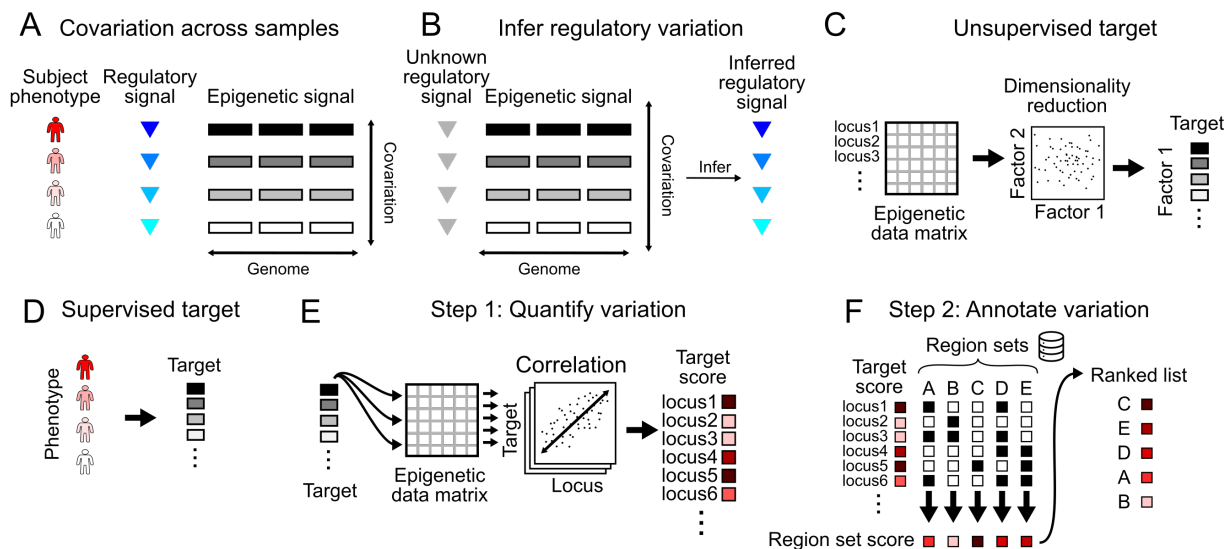 A Covariation across samples
Subject
phenotype
Regulatory
signal
Epigenetic signal
Covariation
Genome
B Infer regulatory variation
Unknown
regulatory
signal
Epigenetic signal
Covariation
Genome
Infer
Inferred
regulatory
signal
C Unsupervised target
locus1
locus2
locus3
Epigenetic
data matrix
Dimensionality
reduction
Factor 2
Factor 1
Target
Factor 1
D Supervised target
Phenotype
Target
E Step 1: Quantify variation
Target
Epigenetic
data matrix
Correlation
Target
Locus
Target
score
locus1
locus2
locus3
locus4
locus5
locus6
F Step 2: Annotate variation
Region sets
Target
score
A B C D E
locus1
locus2
locus3
locus4
locus5
locus6
Region set score
Ranked list
C
E
D
A
B